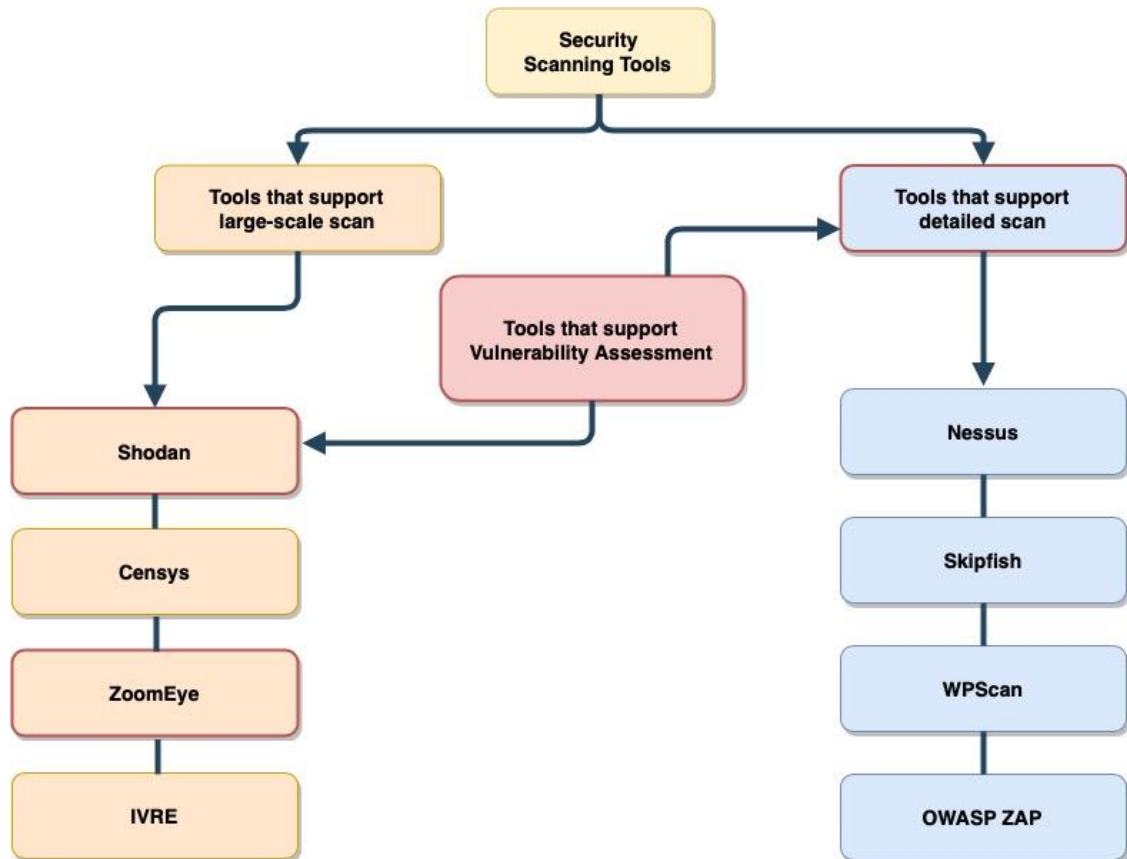 Security
Scanning Tools
Tools that support
large-scale scan
Tools that support
detailed scan
Tools that support
Vulnerability Assessment
Shodan
Nessus
Censys
Skipfish
ZoomEye
WPScan
IVRE
OWASP ZAP